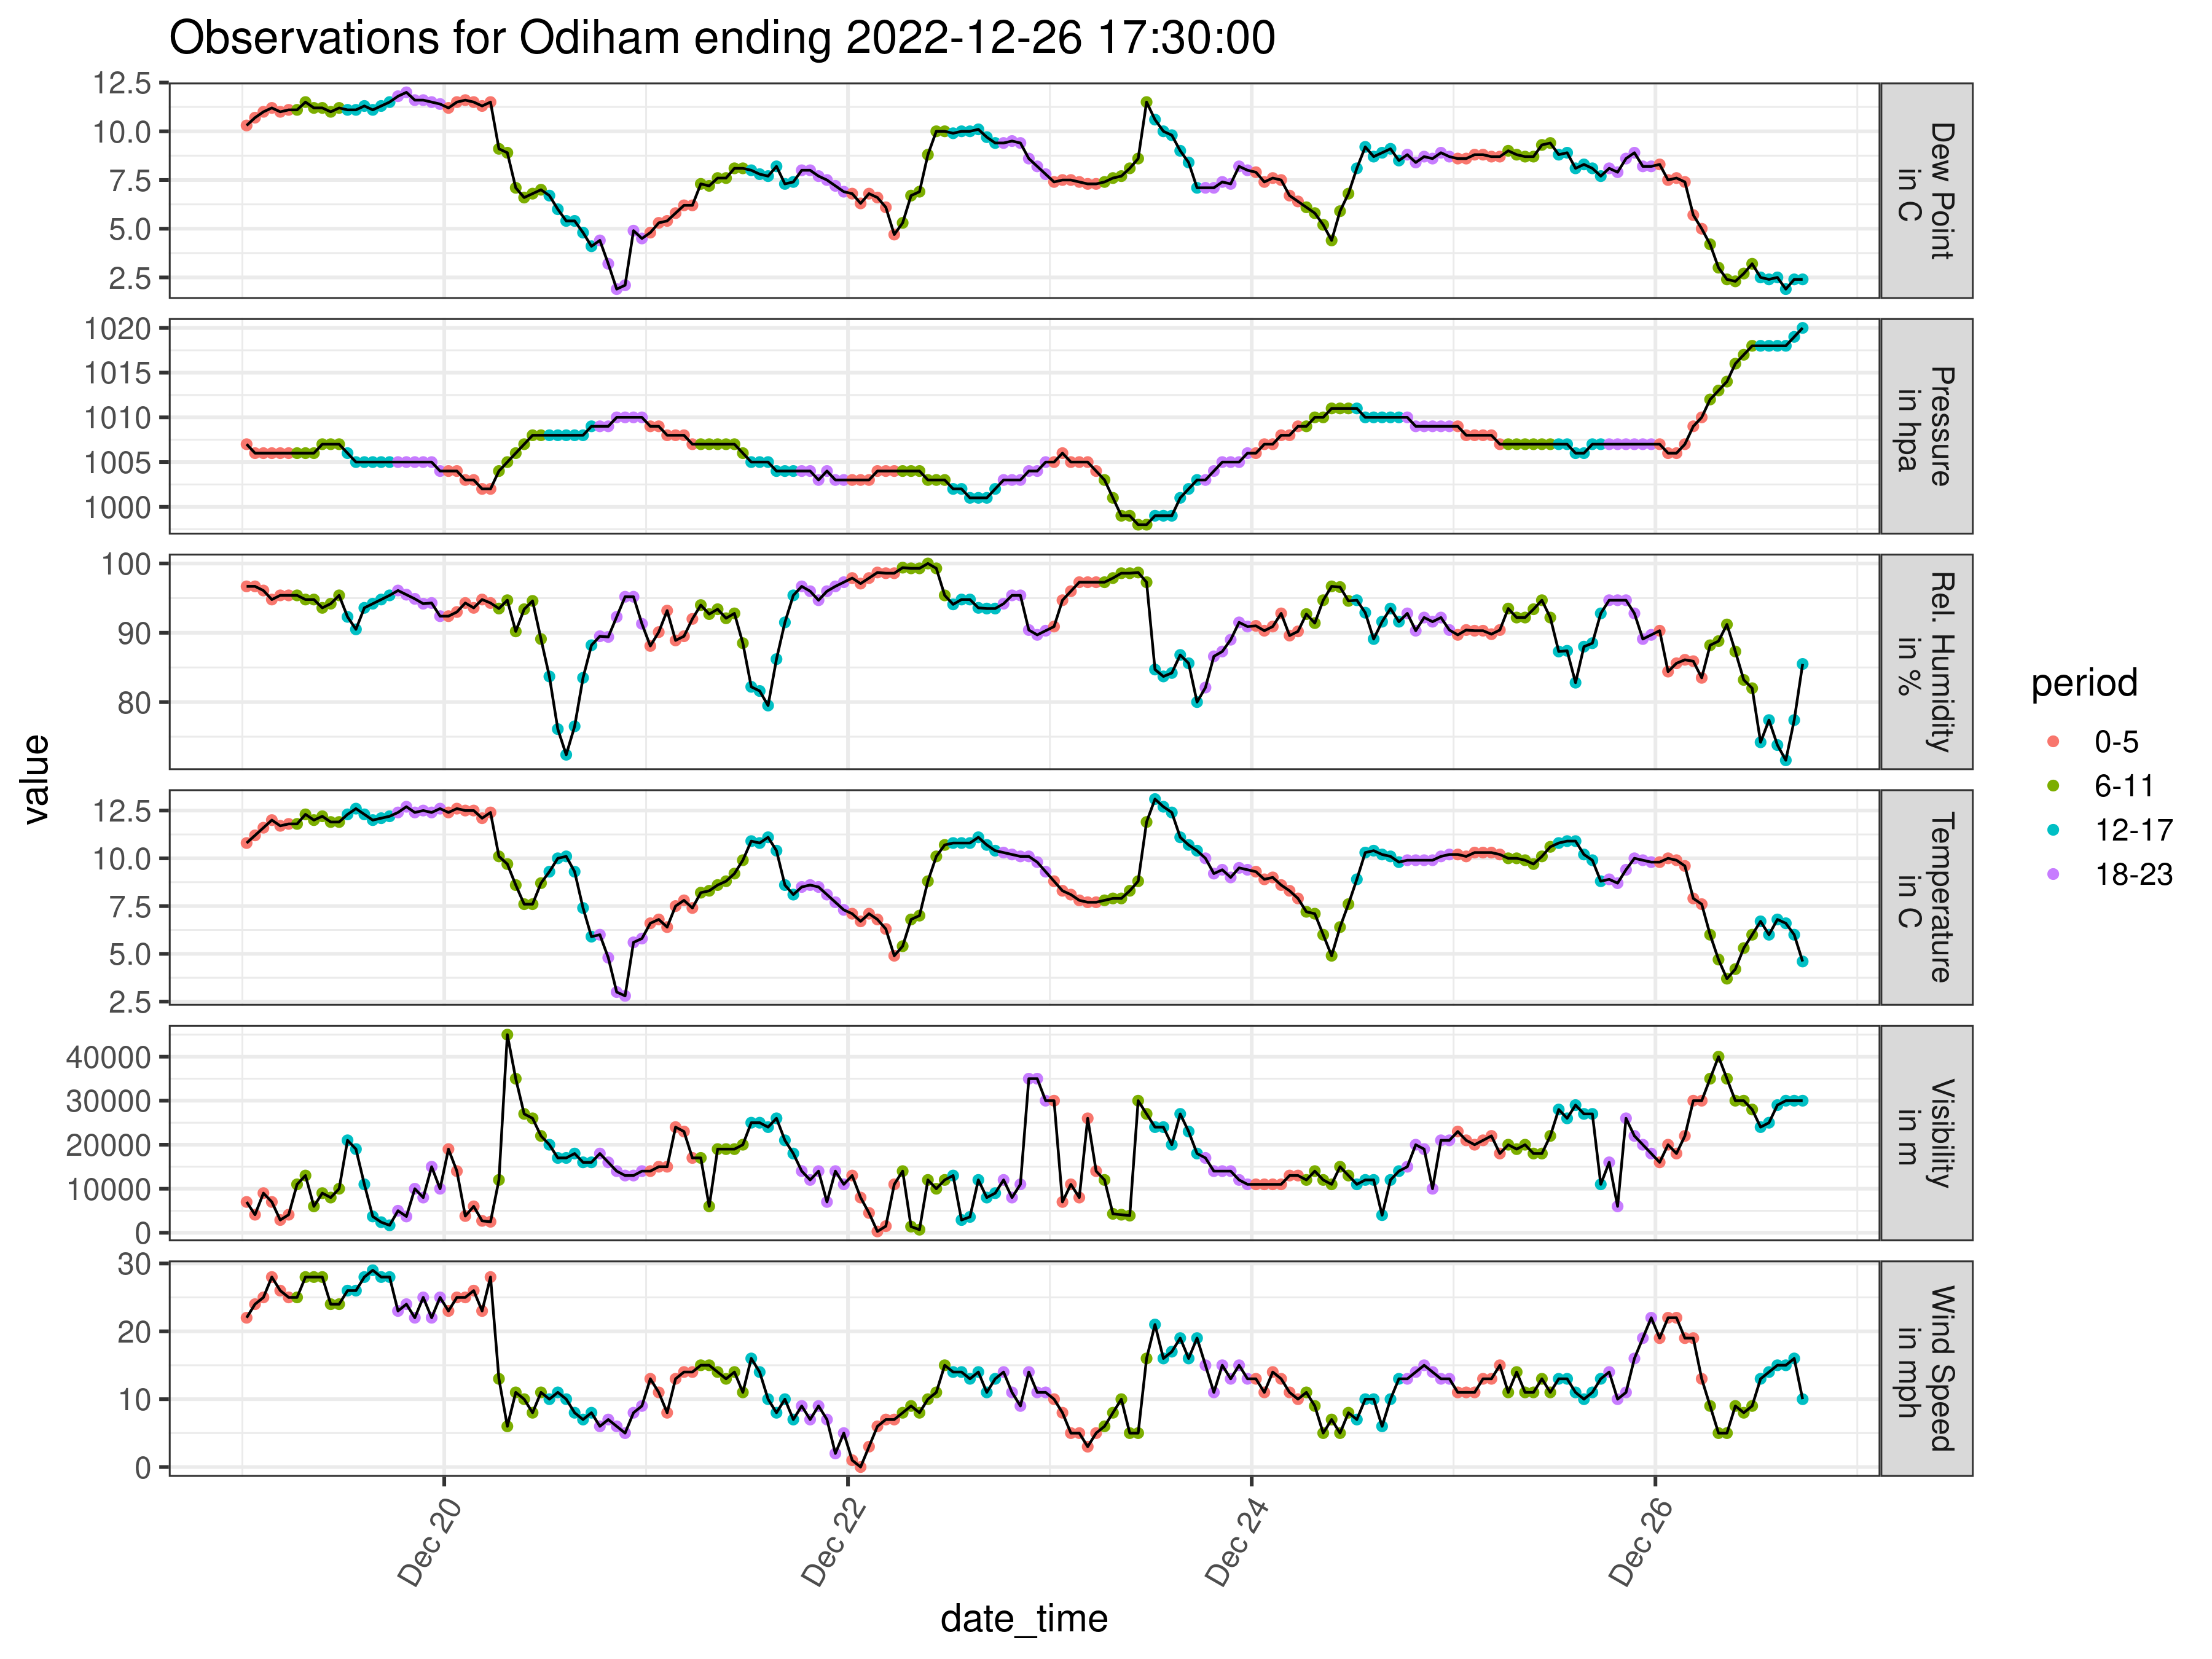 Observations for Odiham ending 2022-12-26 17:30:00
value
12.5
10.0
7.5
5.0
2.5
Dew Point
in C
1020
1015
1010
1005
1000
Pressure
in hpa
100
90
80
Rel. Humidity
in %
12.5
10.0
7.5
5.0
2.5
Temperature
in C
40000
30000
20000
10000
0
Visibility
in m
30
20
10
0
Wind Speed
in mph
Dec 20
Dec 22
Dec 24
Dec 26
date_time
period
0-5
6-11
12-17
18-23